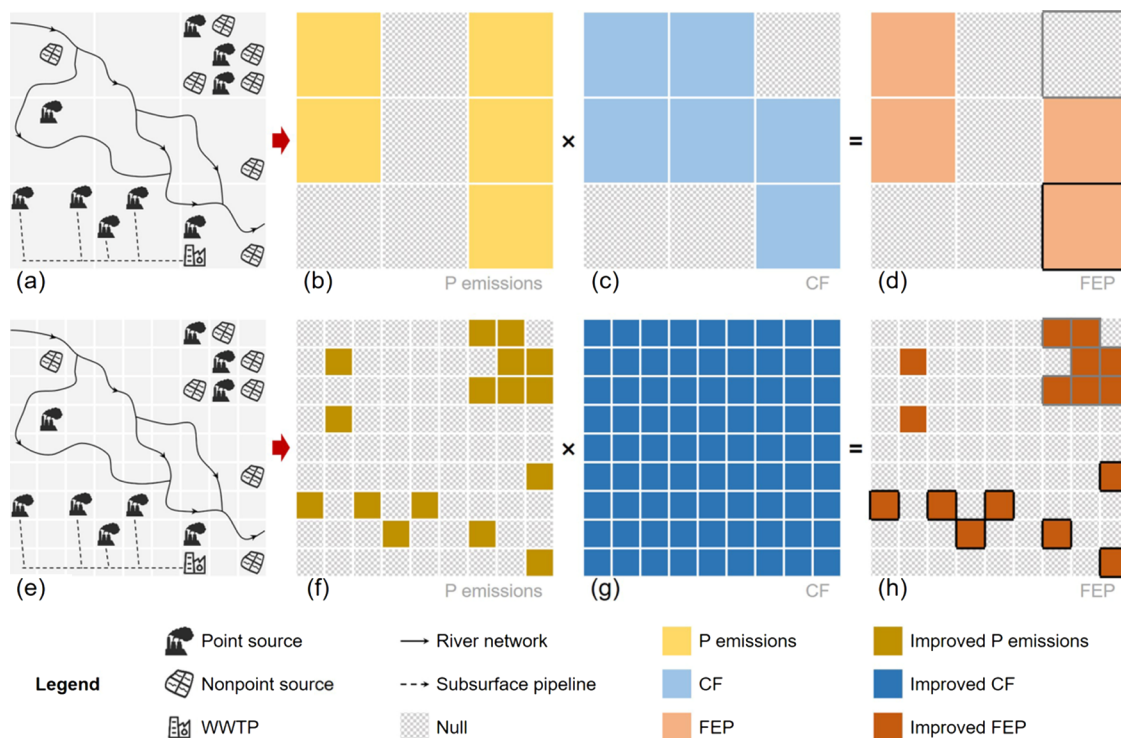 × =
(a) (b) (c) (d)
P emissions CF FEP
× =
(e) (f) (g) (h)
P emissions CF FEP
Point source River network P emissions Improved P emissions
Legend Nonpoint source Subsurface pipeline CF Improved CF
WWTP Null FEP Improved FEP